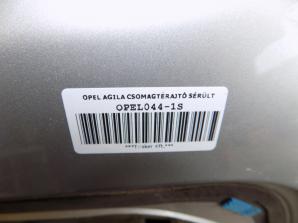 OPEL AGILA CSOMAGTÉRAJTÓ SÉRÜLT
OPEL044-1S